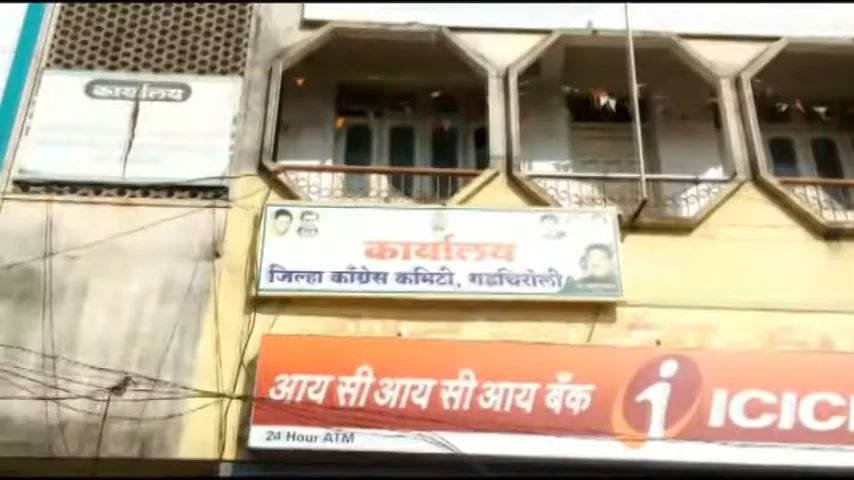 कार्यालय
कार्यालय
जिल्हा काँग्रेस कमिटी, गडचिरोली
आय सी आय सी आय बैंक
ICICI
24 Hour ATM